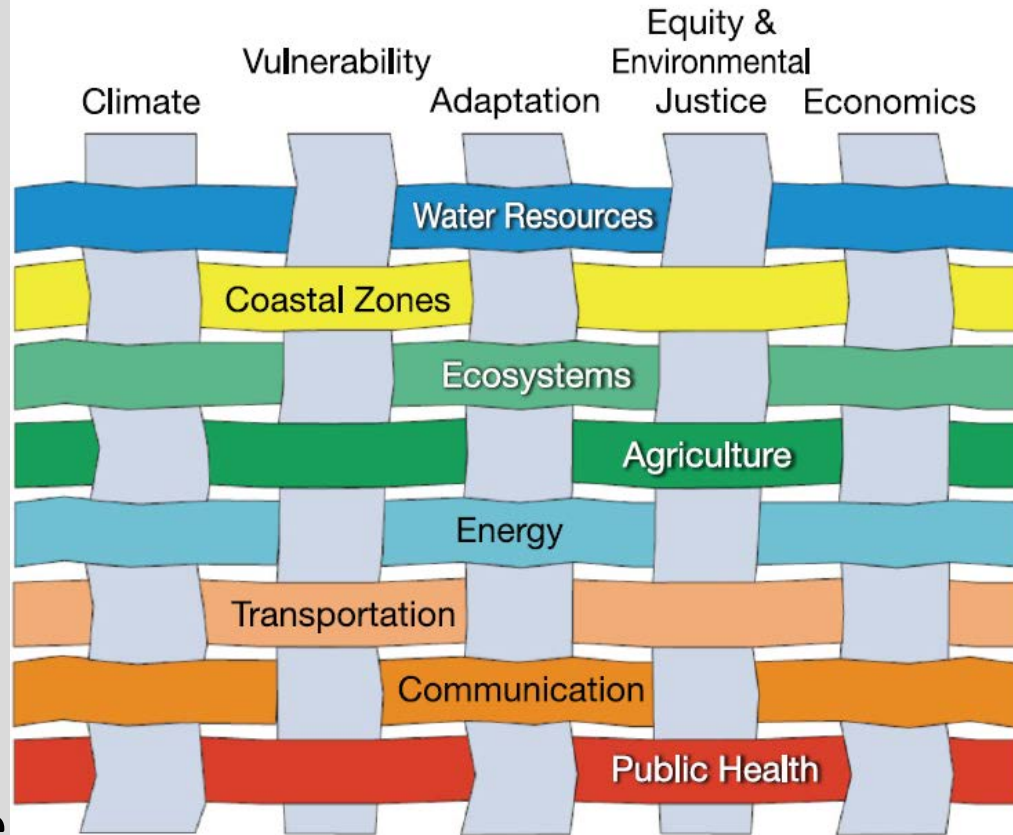 Climate
Vulnerability
Adaptation
Equity &
Environmental
Justice
Economics
Water Resources
Coastal Zones
Ecosystems
Agriculture
Energy
Transportation
Communication
Public Health